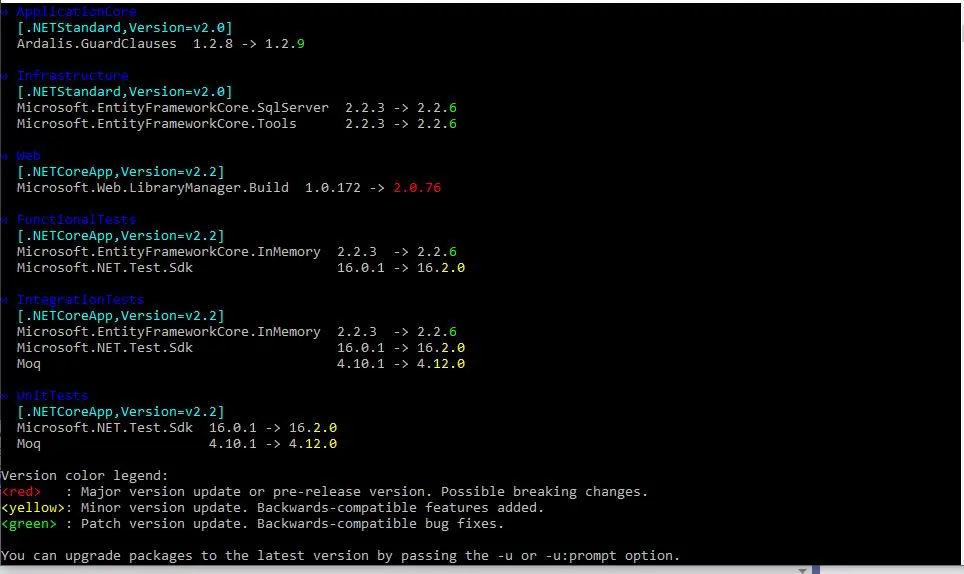 » ApplicationCore
[.NETStandard,Version=v2.0]
Ardalis.GuardClauses 1.2.8 -> 1.2.9
» Infrastructure
[.NETStandard,Version=v2.0]
Microsoft.EntityFrameworkCore.SqlServer 2.2.3 -> 2.2.6
Microsoft.EntityFrameworkCore.Tools 2.2.3 -> 2.2.6
» Web
[.NETCoreApp,Version=v2.2]
Microsoft.Web.LibraryManager.Build 1.0.172 -> 2.0.76
» FunctionalTests
[.NETCoreApp,Version=v2.2]
Microsoft.EntityFrameworkCore.InMemory 2.2.3 -> 2.2.6
Microsoft.NET.Test.Sdk 16.0.1 -> 16.2.0
» IntegrationTests
[.NETCoreApp,Version=v2.2]
Microsoft.EntityFrameworkCore.InMemory 2.2.3 -> 2.2.6
Microsoft.NET.Test.Sdk 16.0.1 -> 16.2.0
Moq 4.10.1 -> 4.12.0
» UnitTests
[.NETCoreApp,Version=v2.2]
Microsoft.NET.Test.Sdk 16.0.1 -> 16.2.0
Moq 4.10.1 -> 4.12.0
Version color legend:
<red> : Major version update or pre-release version. Possible breaking changes.
<yellow>: Minor version update. Backwards-compatible features added.
<green> : Patch version update. Backwards-compatible bug fixes.
You can upgrade packages to the latest version by passing the -u or -u:prompt option.